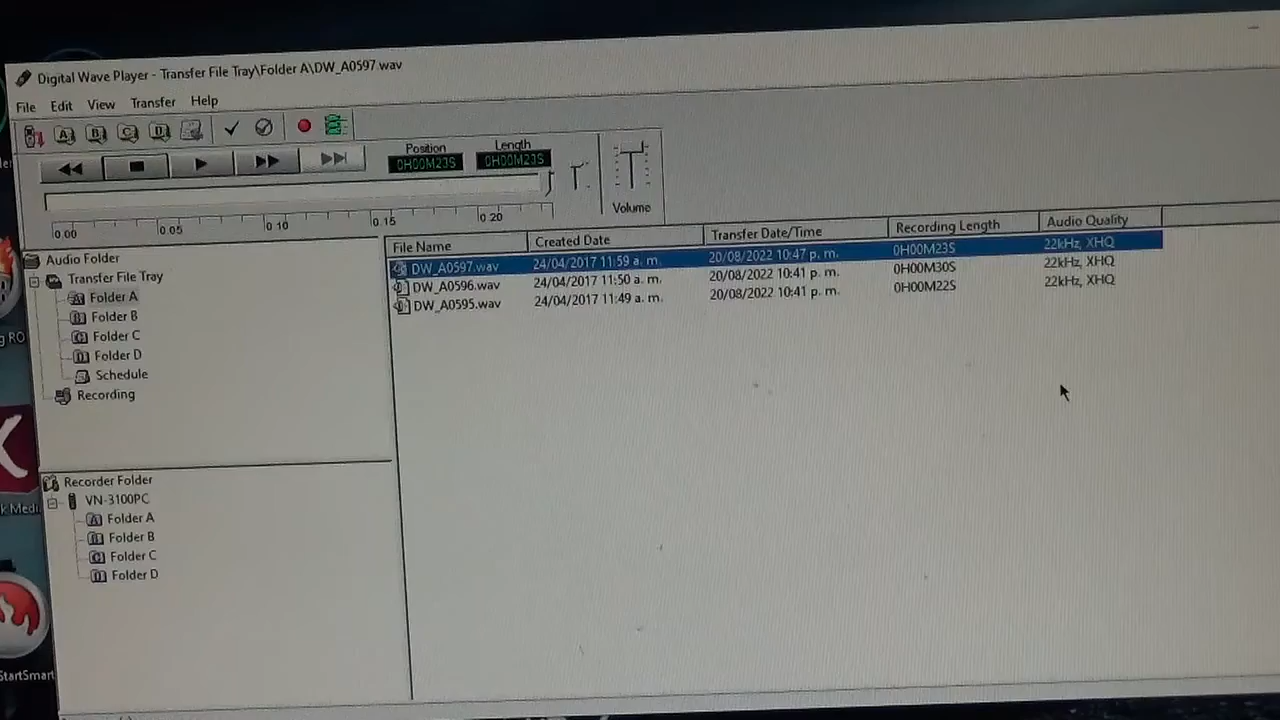 Digital Wave Player - Transfer File Tray\Folder A\DW_A0597.wav
File Edit View Transfer Help
A B C D
Position Length
0H00M23S 0H00M23S
Volume
0.00 0.05 0.10 0.15 0.20
File Name Created Date Transfer Date/Time Recording Length Audio Quality
DW_A0597.wav 24/04/2017 11:59 a. m. 20/08/2022 10:47 p. m. 0H00M23S 22kHz, XHQ
DW_A0596.wav 24/04/2017 11:50 a. m. 20/08/2022 10:41 p. m. 0H00M30S 22kHz, XHQ
DW_A0595.wav 24/04/2017 11:49 a. m. 20/08/2022 10:41 p. m. 0H00M22S 22kHz, XHQ
Audio Folder
Transfer File Tray
Folder A
Folder B
Folder C
Folder D
Schedule
Recording
Recorder Folder
VN-3100PC
Folder A
Folder B
Folder C
Folder D
g RO
k Medi
StartSmart